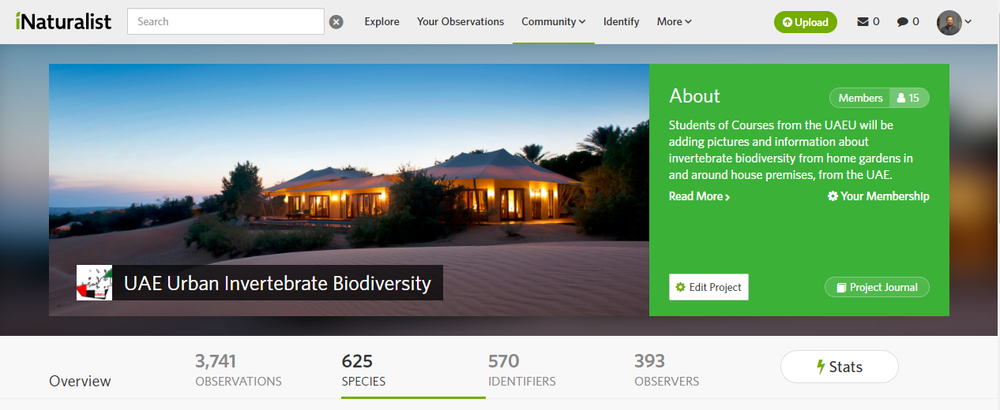 iNaturalist
Search
Explore
Your Observations
Community
Identify
More
Upload
0
0
About
Members 15
Students of Courses from the UAEU will be
adding pictures and information about
invertebrate biodiversity from home gardens in
and around house premises, from the UAE.
Read More
Your Membership
UAE Urban Invertebrate Biodiversity
Edit Project
Project Journal
Overview
3,741
OBSERVATIONS
625
SPECIES
570
IDENTIFIERS
393
OBSERVERS
Stats